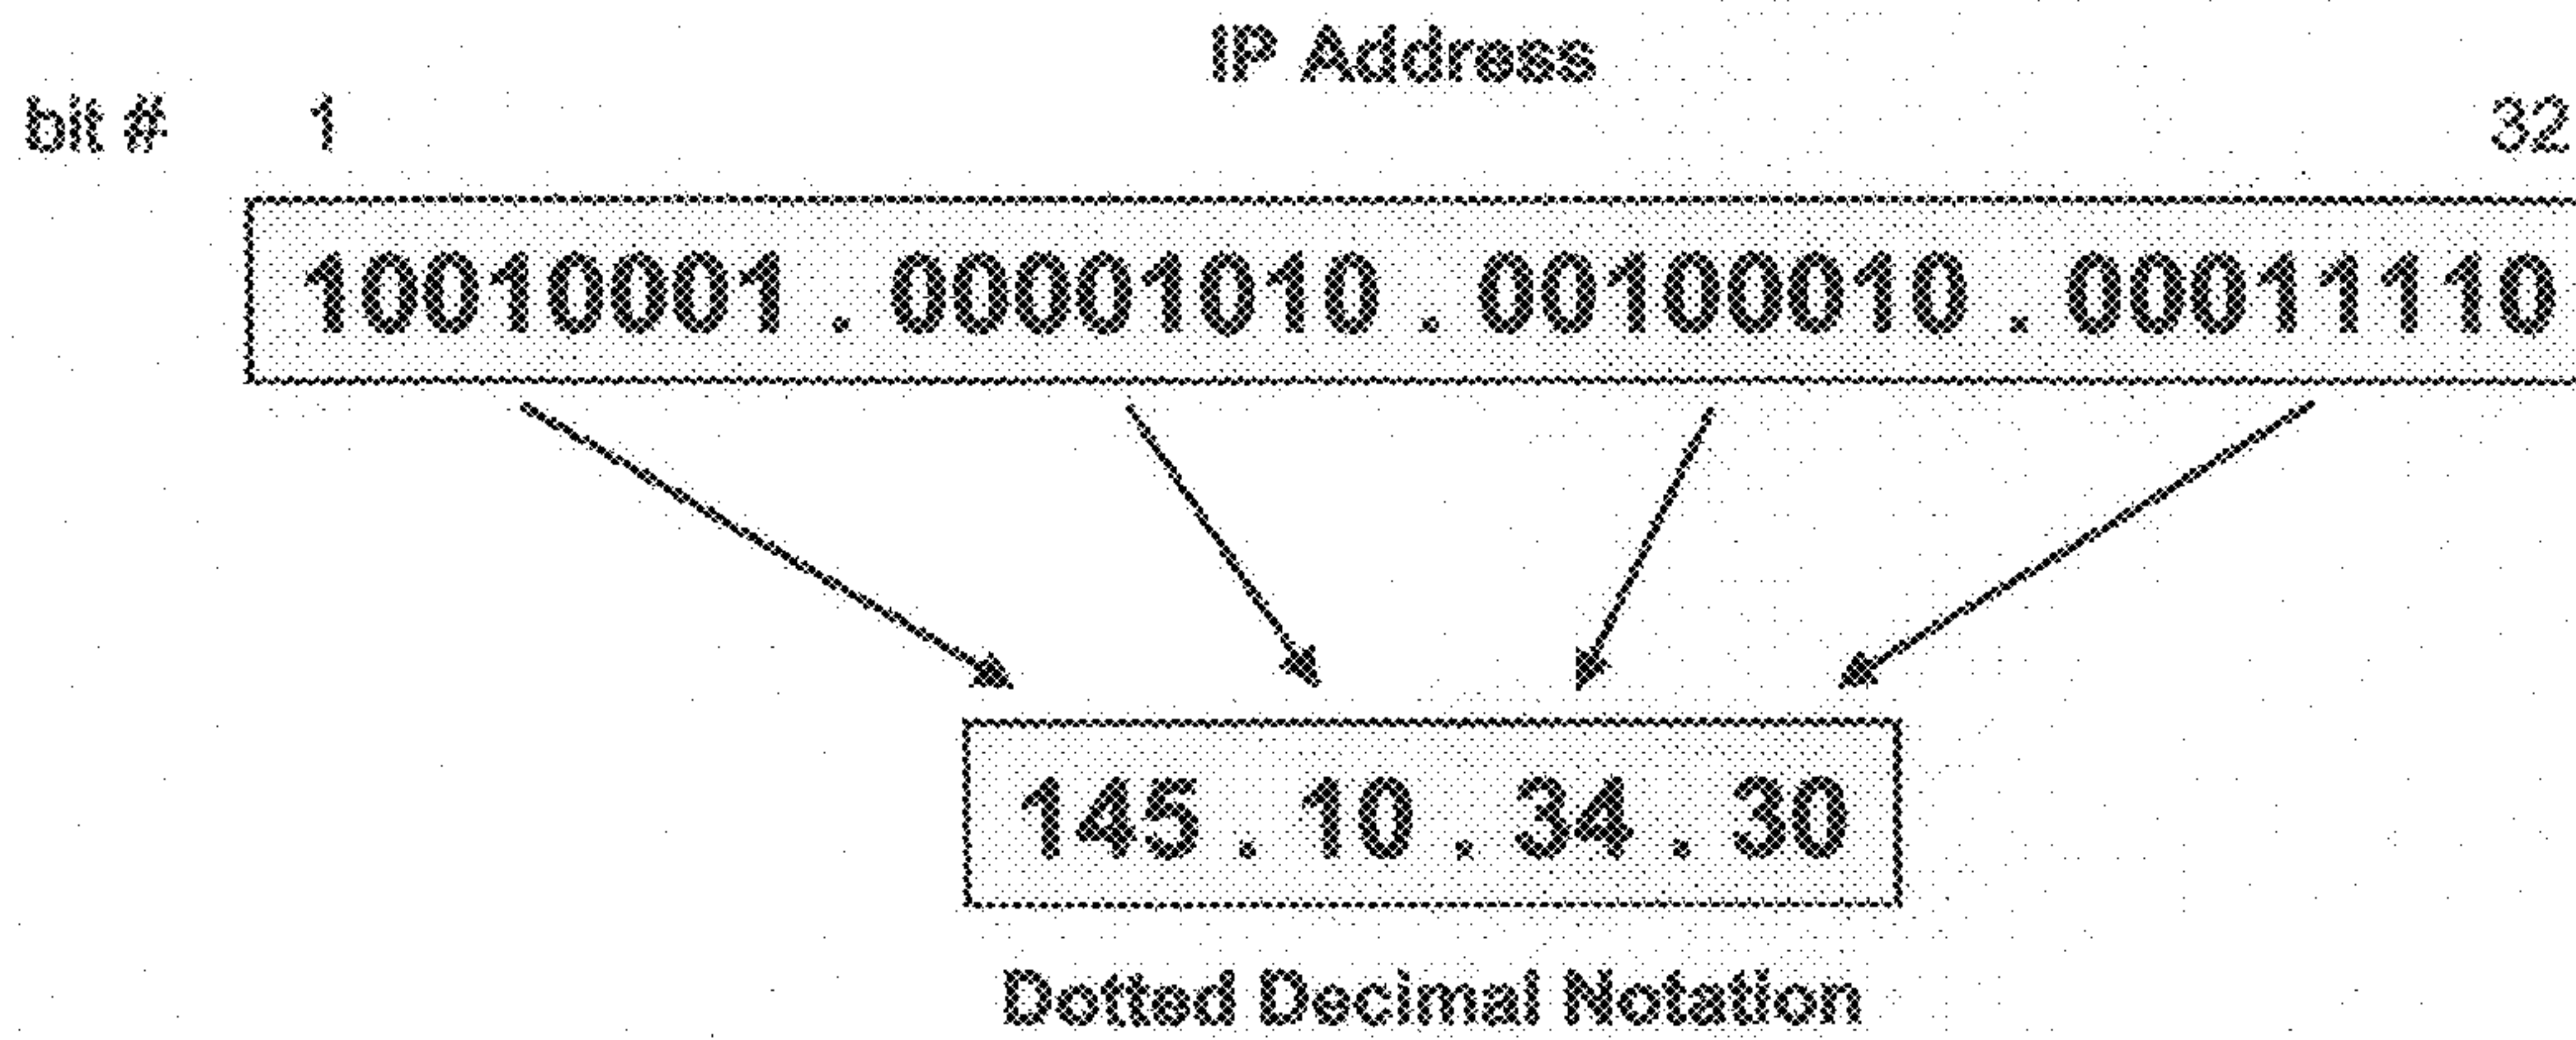 IP Address
bit # 1 32
10010001 . 00001010 . 00100010 . 00011110
145 . 10 . 34 . 30
Dotted Decimal Notation